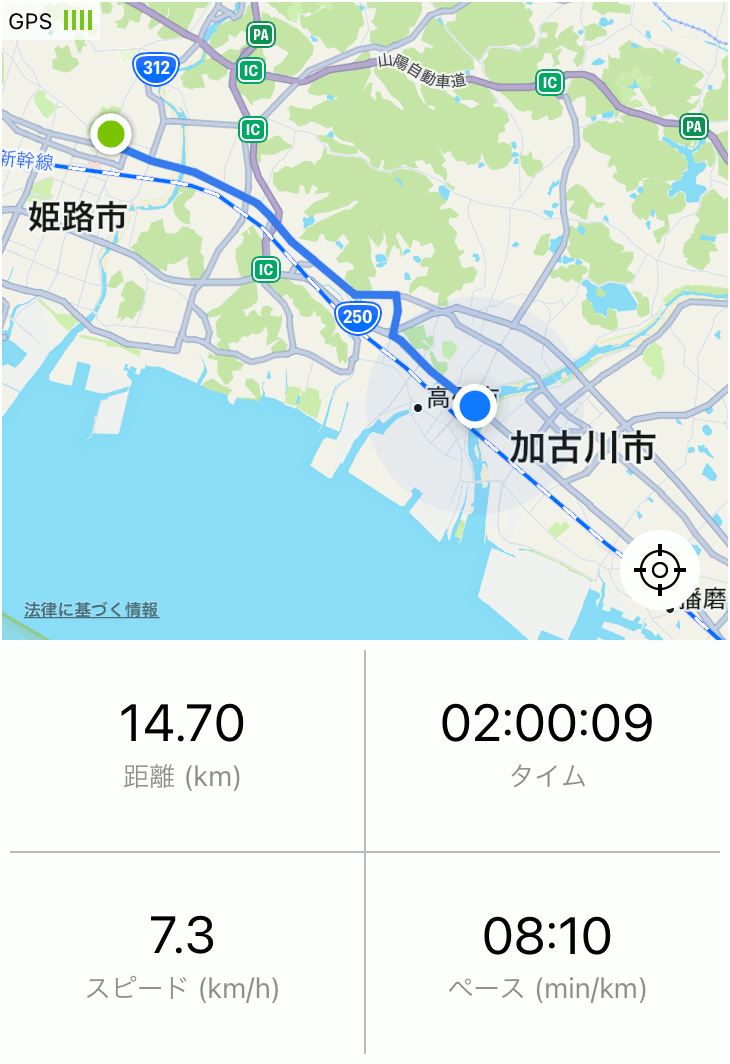 GPS
PA
312
IC
山陽自動車道
IC
IC
PA
新幹線
姫路市
IC
250
加古川市
法律に基づく情報
播磨
14.70
距離 (km)
02:00:09
タイム
7.3
スピード (km/h)
08:10
ペース (min/km)